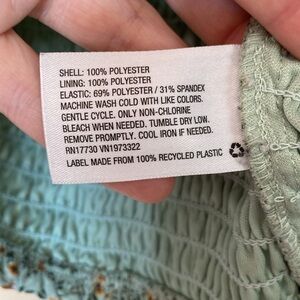 SHELL: 100% POLYESTER
LINING: 100% POLYESTER
ELASTIC: 69% POLYESTER / 31% SPANDEX
MACHINE WASH COLD WITH LIKE COLORS.
GENTLE CYCLE. ONLY NON-CHLORINE
BLEACH WHEN NEEDED. TUMBLE DRY LOW.
REMOVE PROMPTLY. COOL IRON IF NEEDED.
RN17730 VN1973322
LABEL MADE FROM 100% RECYCLED PLASTIC